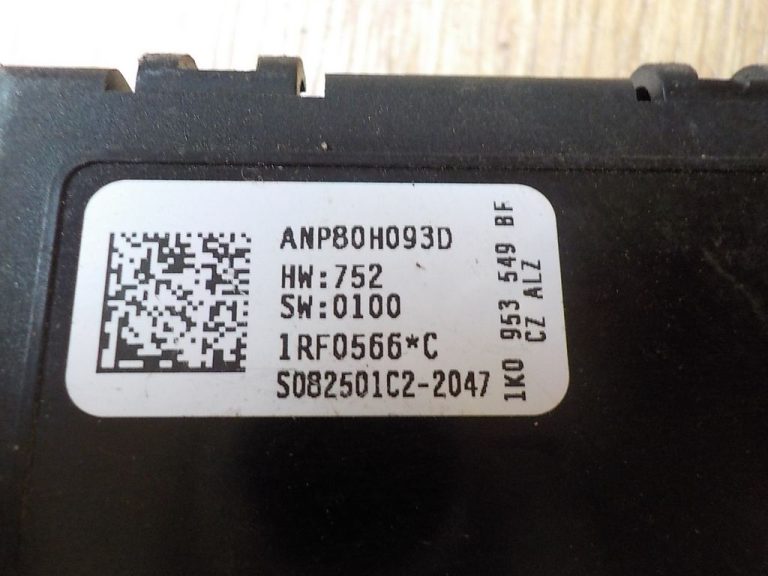 ANP80H093D
HW:752
SW:0100
1RF0566*C
S082501C2-2047
1K0 953 549 BF
CZ ALZ